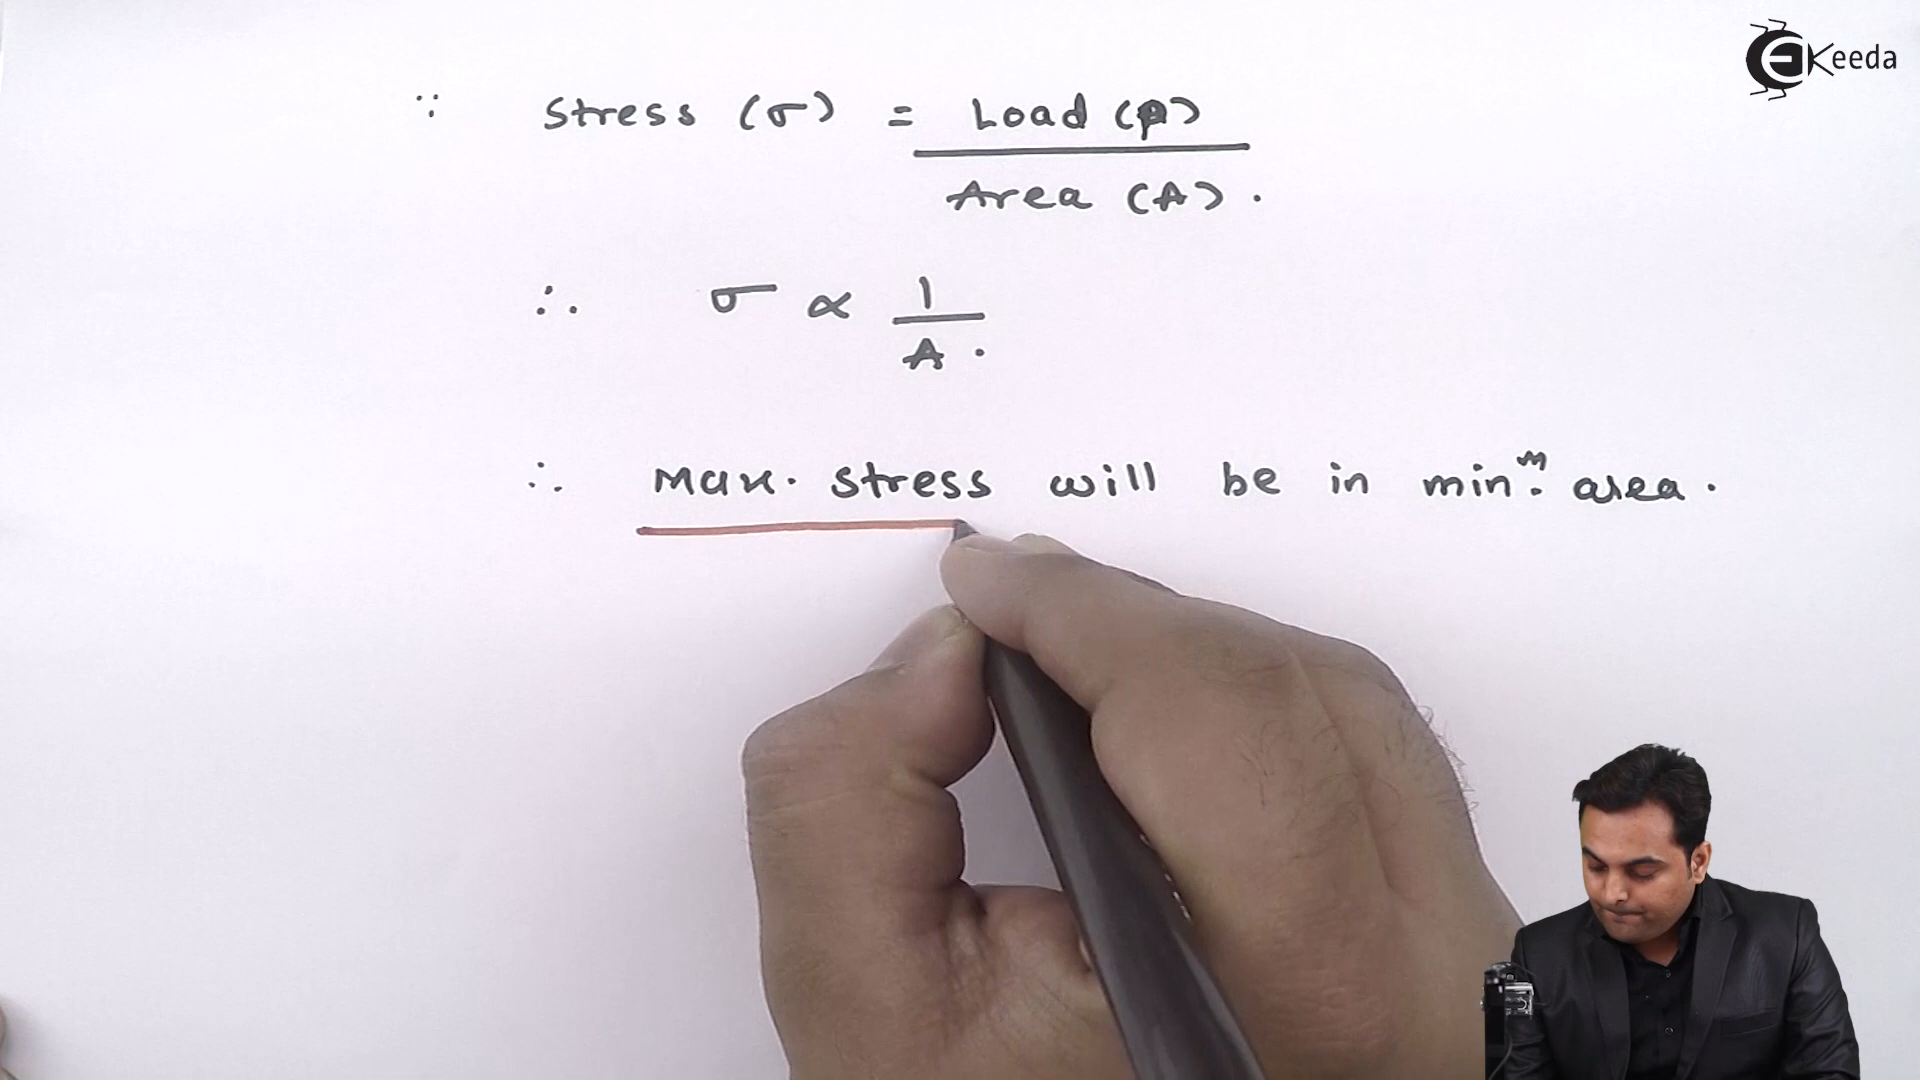 EKeeda
∵ Stress (σ) = Load (P)
Area (A).
∴ σ ∝ 1
A.
∴ Max. stress will be in minᵐ. area.